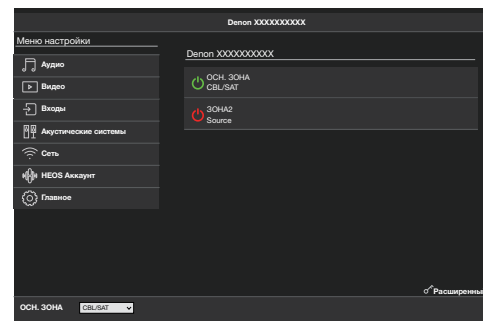 Denon XXXXXXXXXX
Меню настройки
Аудио
Видео
Входы
Акустические системы
Сеть
HEOS Аккаунт
Главное
Denon XXXXXXXXXX
ОСН. ЗОНА
CBL/SAT
ЗОНА2
Source
Расширенны
ОСН. ЗОНА CBL/SAT